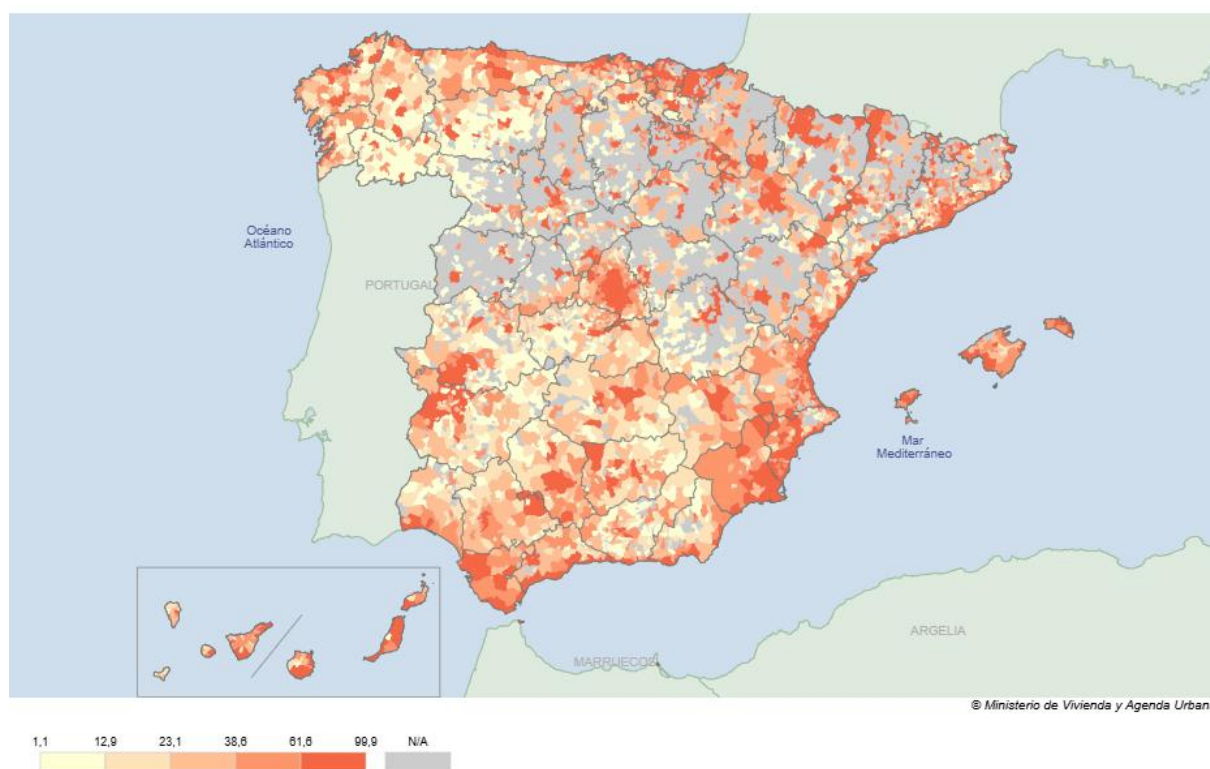 Océano
Atlántico
PORTUGAL
Mar
Mediterráneo
ARGELIA
MARRUECOS
© Ministerio de Vivienda y Agenda Urban
1,1 12,9 23,1 38,6 61,6 99,9 N/A